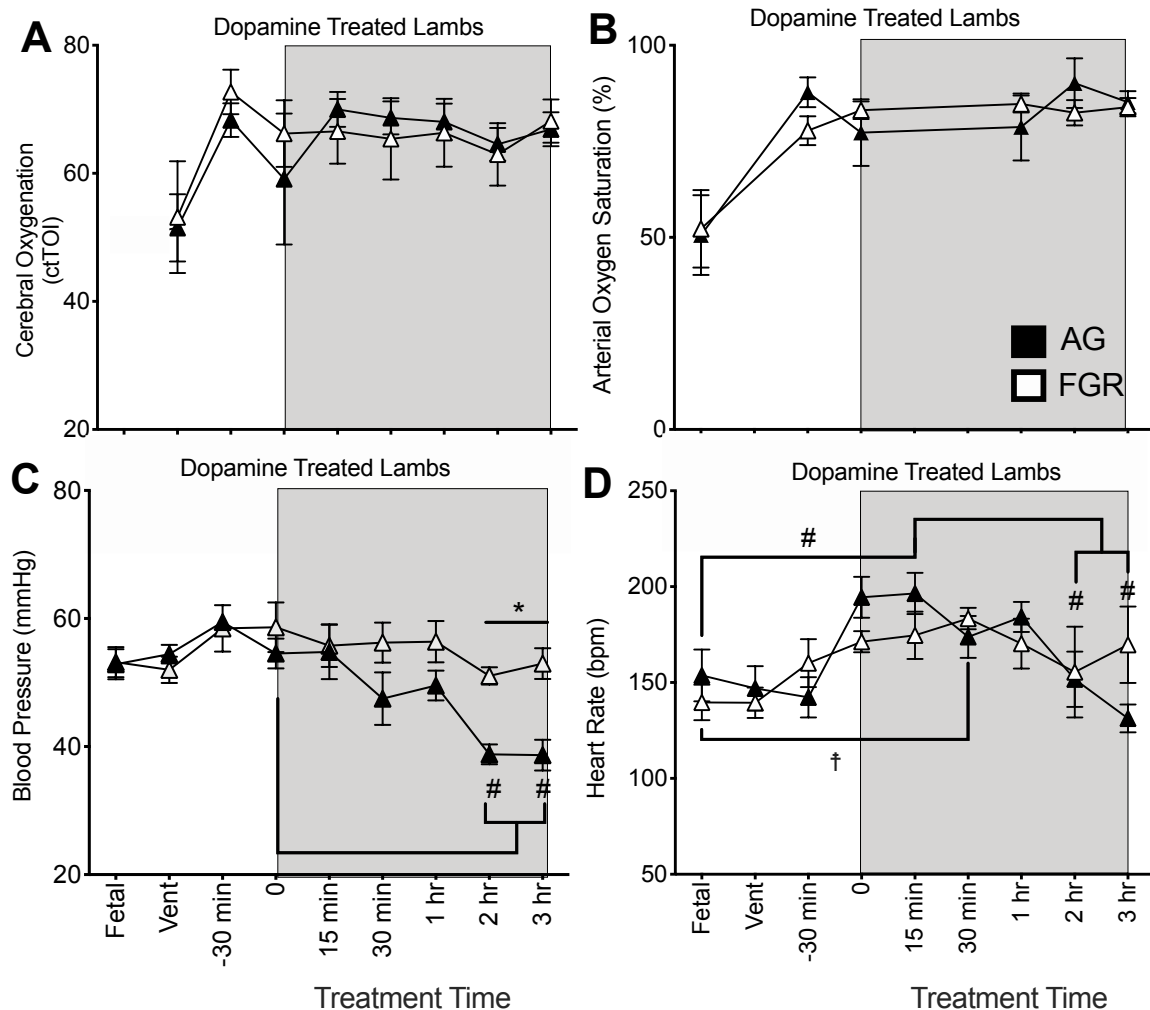 A
Dopamine Treated Lambs
80
60
40
20
Cerebral Oxygenation
(ctTOI)
B
Dopamine Treated Lambs
100
50
0
Arterial Oxygen Saturation (%)
AG
FGR
C
Dopamine Treated Lambs
80
60
40
20
Blood Pressure (mmHg)
*
#
#
Fetal
Vent
-30 min
0
15 min
30 min
1 hr
2 hr
3 hr
Treatment Time
D
Dopamine Treated Lambs
250
200
150
100
50
Heart Rate (bpm)
#
#
#
†
Fetal
Vent
-30 min
0
15 min
30 min
1 hr
2 hr
3 hr
Treatment Time